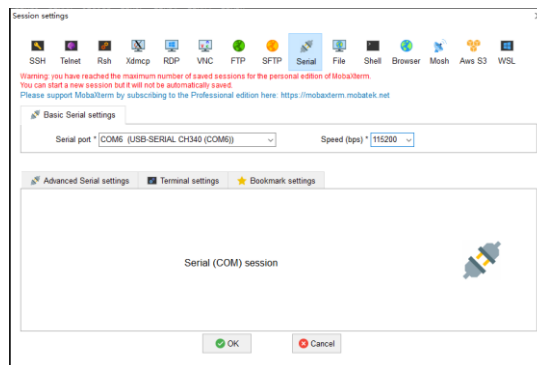 Session settings
SSH Telnet Rsh Xdmcp RDP VNC FTP SFTP Serial File Shell Browser Mosh Aws S3 WSL
Warning: you have reached the maximum number of saved sessions for the personal edition of MobaXterm.
You can start a new session but it will not be automatically saved.
Please support MobaXterm by subscribing to the Professional edition here: https://mobaxterm.mobatek.net
Basic Serial settings
Serial port * COM6 (USB-SERIAL CH340 (COM6)) Speed (bps) * 115200
Advanced Serial settings Terminal settings Bookmark settings
Serial (COM) session
OK Cancel